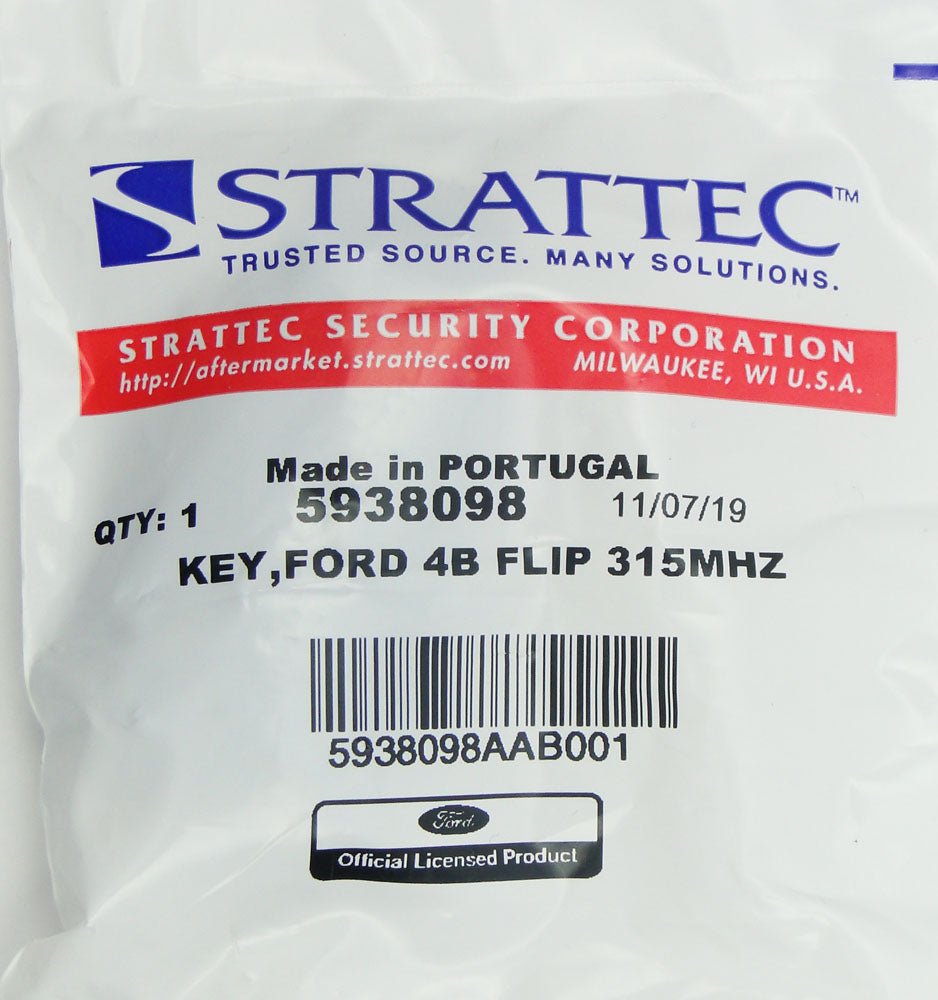 STRATTEC™
TRUSTED SOURCE. MANY SOLUTIONS.
STRATTEC SECURITY CORPORATION
http://aftermarket.strattec.com MILWAUKEE, WI U.S.A.
Made in PORTUGAL
QTY: 1 5938098 11/07/19
KEY,FORD 4B FLIP 315MHZ
5938098AAB001
Ford
Official Licensed Product